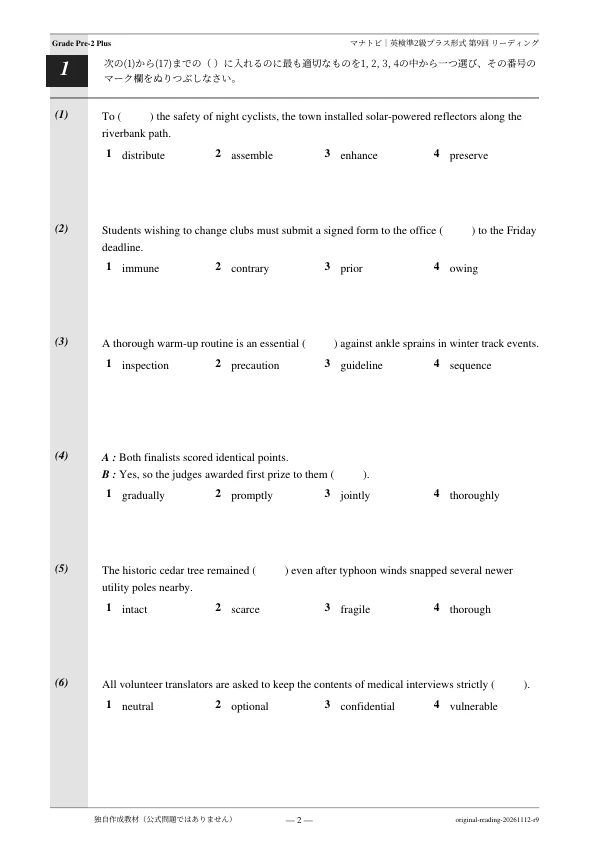 Grade Pre-2 Plus
マナトビ｜英検準2級プラス形式 第9回 リーディング
1
次の(1)から(17)までの（ ）に入れるのに最も適切なものを1, 2, 3, 4の中から一つ選び、その番号の
マーク欄をぬりつぶしなさい。
(1)
To (          ) the safety of night cyclists, the town installed solar-powered reflectors along the
riverbank path.
1 distribute 2 assemble 3 enhance 4 preserve
(2)
Students wishing to change clubs must submit a signed form to the office (          ) to the Friday
deadline.
1 immune 2 contrary 3 prior 4 owing
(3)
A thorough warm-up routine is an essential (          ) against ankle sprains in winter track events.
1 inspection 2 precaution 3 guideline 4 sequence
(4)
A : Both finalists scored identical points.
B : Yes, so the judges awarded first prize to them (          ).
1 gradually 2 promptly 3 jointly 4 thoroughly
(5)
The historic cedar tree remained (          ) even after typhoon winds snapped several newer
utility poles nearby.
1 intact 2 scarce 3 fragile 4 thorough
(6)
All volunteer translators are asked to keep the contents of medical interviews strictly (          ).
1 neutral 2 optional 3 confidential 4 vulnerable
独自作成教材（公式問題ではありません）
— 2 —
original-reading-20261112-r9